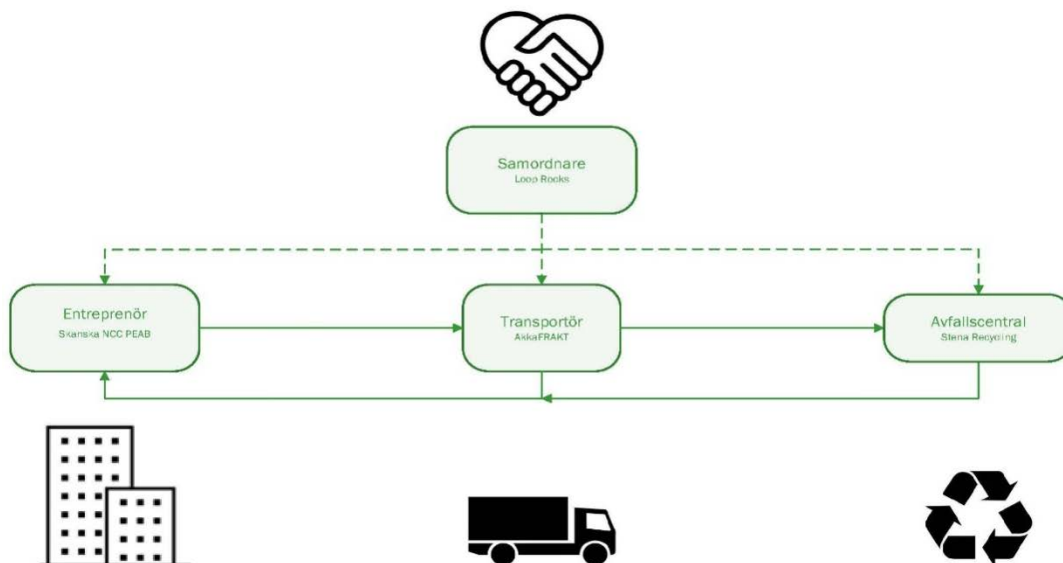 Samordnare
Loop Rocks
Entreprenör
Skanska NCC PEAB
Transportör
AkkaFRAKT
Avfallscentral
Stena Recycling